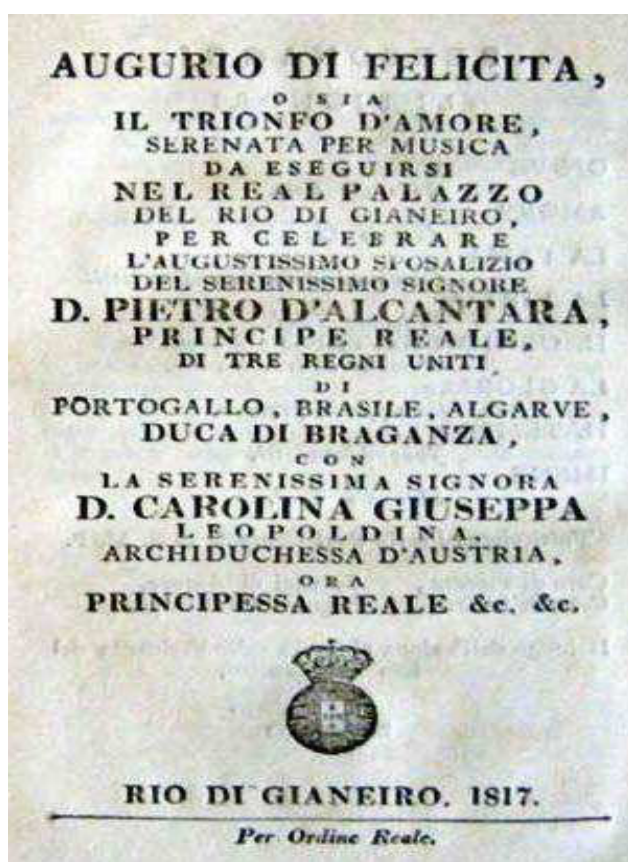 AUGURIO DI FELICITA,
O SIA
IL TRIONFO D'AMORE,
SERENATA PER MUSICA
DA ESEGUIRSI
NEL REAL PALAZZO
DEL RIO DI GIANEIRO,
PER CELEBRARE
L'AUGUSTISSIMO SPOSALIZIO
DEL SERENISSIMO SIGNORE
D. PIETRO D'ALCANTARA,
PRINCIPE REALE,
DI TRE REGNI UNITI
DI
PORTOGALLO, BRASILE, ALGARVE,
DUCA DI BRAGANZA,
CON
LA SERENISSIMA SIGNORA
D. CAROLINA GIUSEPPA
LEOPOLDINA,
ARCHIDUCHESSA D'AUSTRIA,
ORA
PRINCIPESSA REALE &c. &c.
RIO DI GIANEIRO. 1817.
Per Ordine Reale.